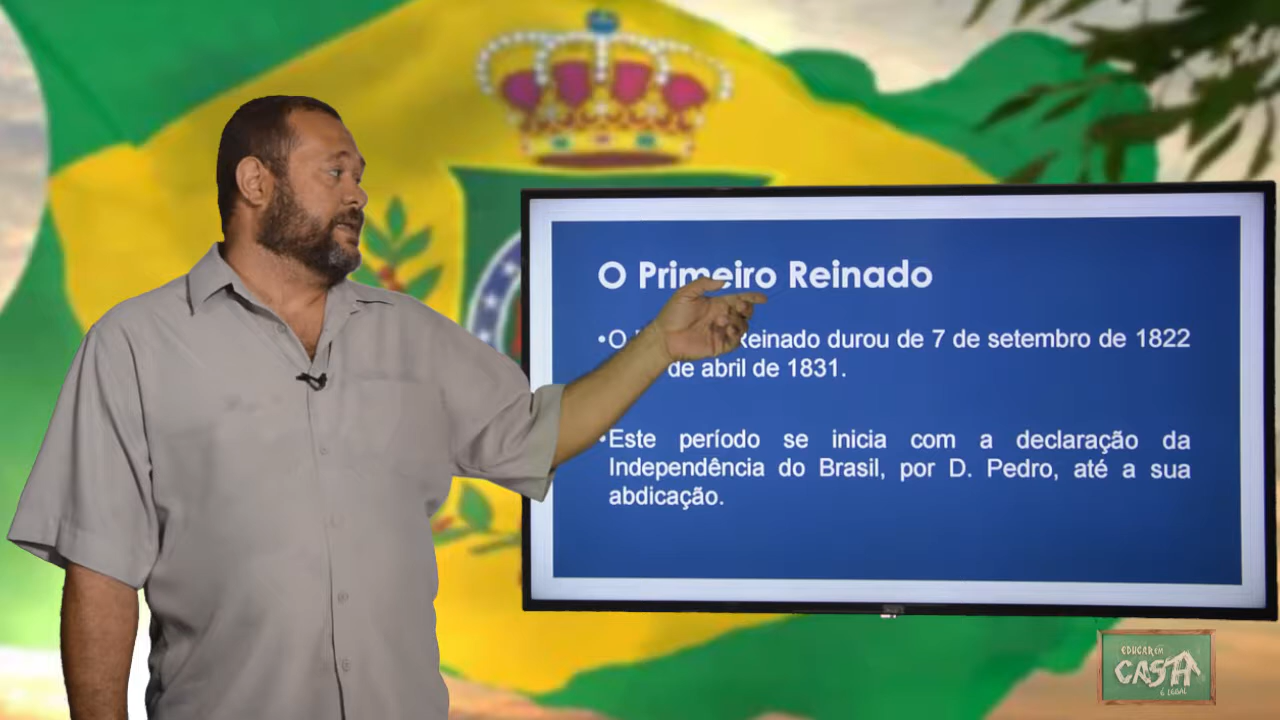 O Primeiro Reinado
•O Reinado durou de 7 de setembro de 1822
de abril de 1831.
•Este período se inicia com a declaração da
Independência do Brasil, por D. Pedro, até a sua
abdicação.
EDUCAR EM
CASA
É LEGAL